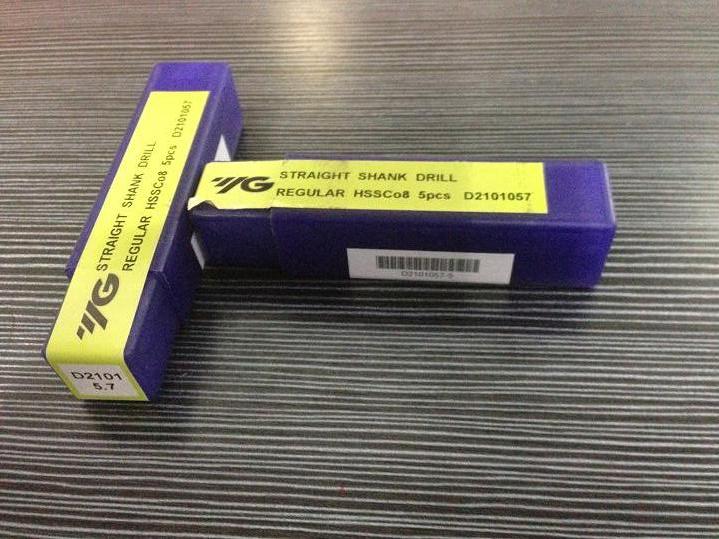 YG
STRAIGHT SHANK DRILL
REGULAR HSSCo8 5pcs D2101057
D2101
5.7
YG
STRAIGHT SHANK DRILL
REGULAR HSSCo8 5pcs D2101057
D2101057-5